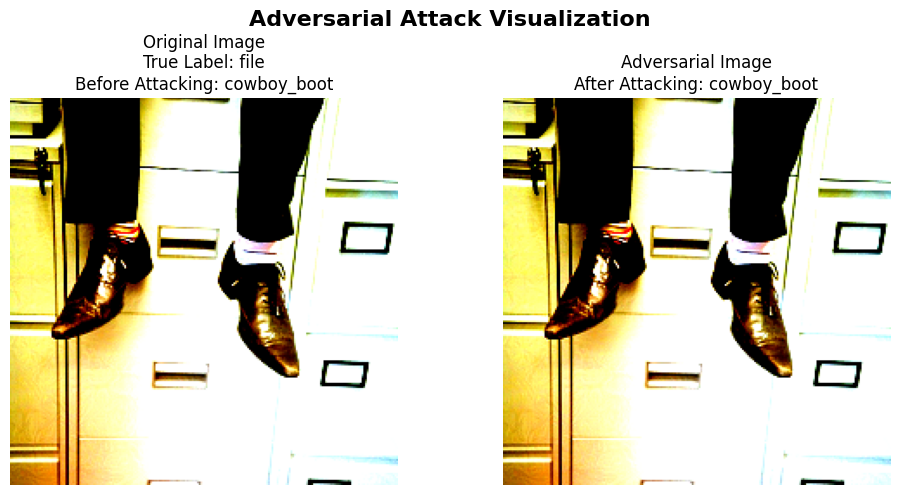 Adversarial Attack Visualization
Original Image
True Label: file
Before Attacking: cowboy_boot
Adversarial Image
After Attacking: cowboy_boot